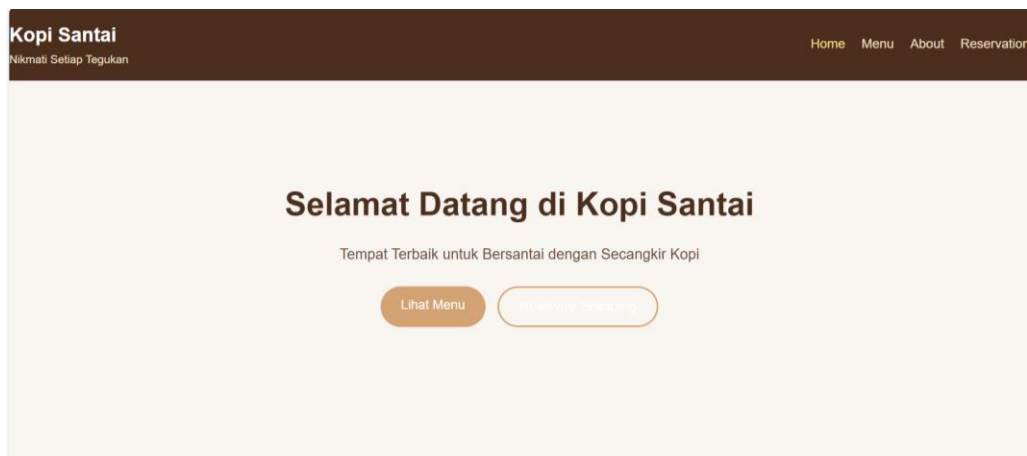 Kopi Santai
Nikmati Setiap Tegukan
Home Menu About Reservation
Selamat Datang di Kopi Santai
Tempat Terbaik untuk Bersantai dengan Secangkir Kopi
Lihat Menu